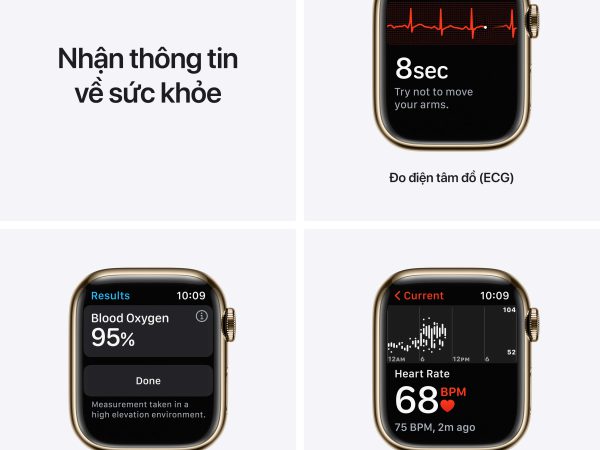 Nhận thông tin
về sức khỏe
8sec
Try not to move
your arms.
Đo điện tâm đồ (ECG)
Results 10:09
Blood Oxygen
95%
Done
Measurement taken in a
high elevation environment.
Current 10:09
104
52
12AM 6 12PM 6
Heart Rate
68 BPM
75 BPM, 2m ago